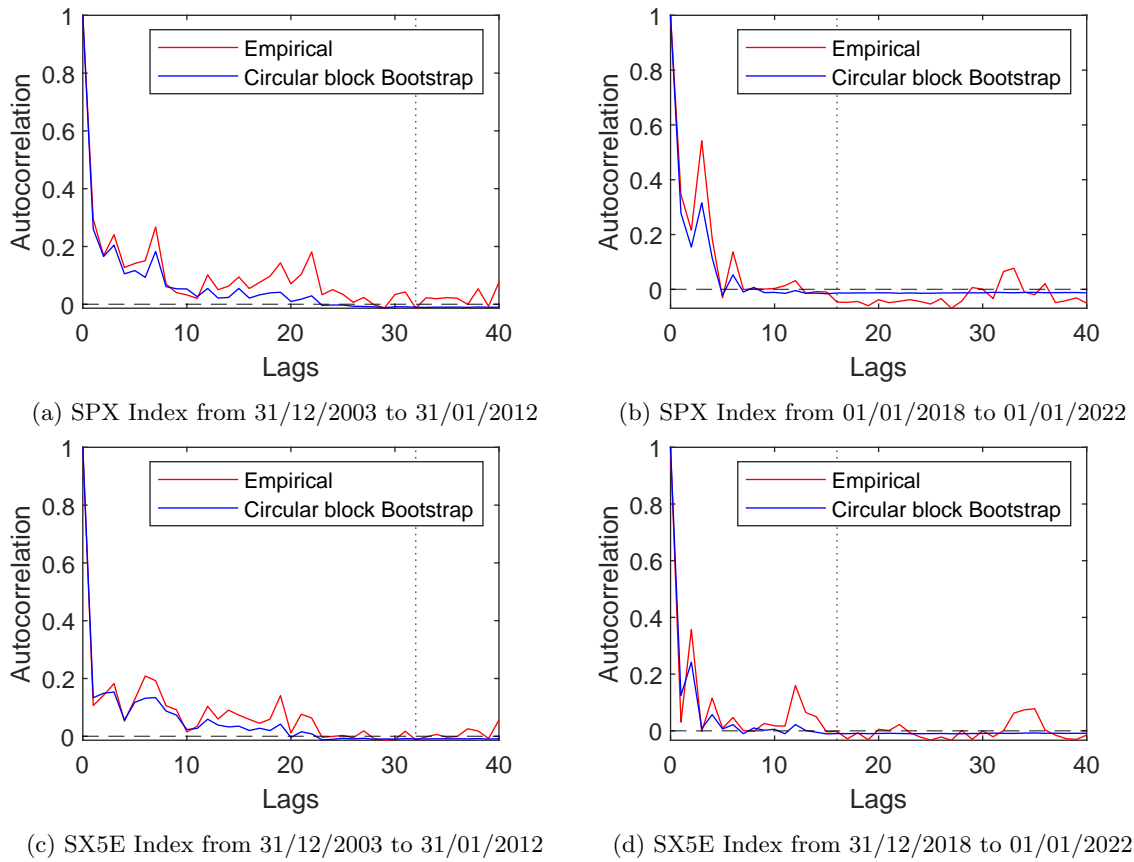 1
0.8
0.6
0.4
0.2
0
Autocorrelation
Empirical
Circular block Bootstrap
0 10 20 30 40
Lags
(a) SPX Index from 31/12/2003 to 31/01/2012
1
0.8
0.6
0.4
0.2
0
Autocorrelation
Empirical
Circular block Bootstrap
0 10 20 30 40
Lags
(b) SPX Index from 01/01/2018 to 01/01/2022
1
0.8
0.6
0.4
0.2
0
Autocorrelation
Empirical
Circular block Bootstrap
0 10 20 30 40
Lags
(c) SX5E Index from 31/12/2003 to 31/01/2012
1
0.8
0.6
0.4
0.2
0
Autocorrelation
Empirical
Circular block Bootstrap
0 10 20 30 40
Lags
(d) SX5E Index from 31/12/2018 to 01/01/2022